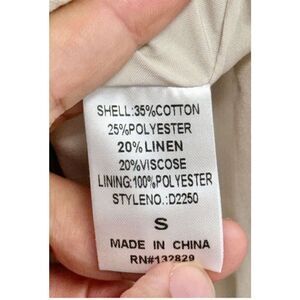 SHELL:35%COTTON
25%POLYESTER
20%LINEN
20%VISCOSE
LINING:100%POLYESTER
STYLENO.:D2250
S
MADE IN CHINA
RN#132829